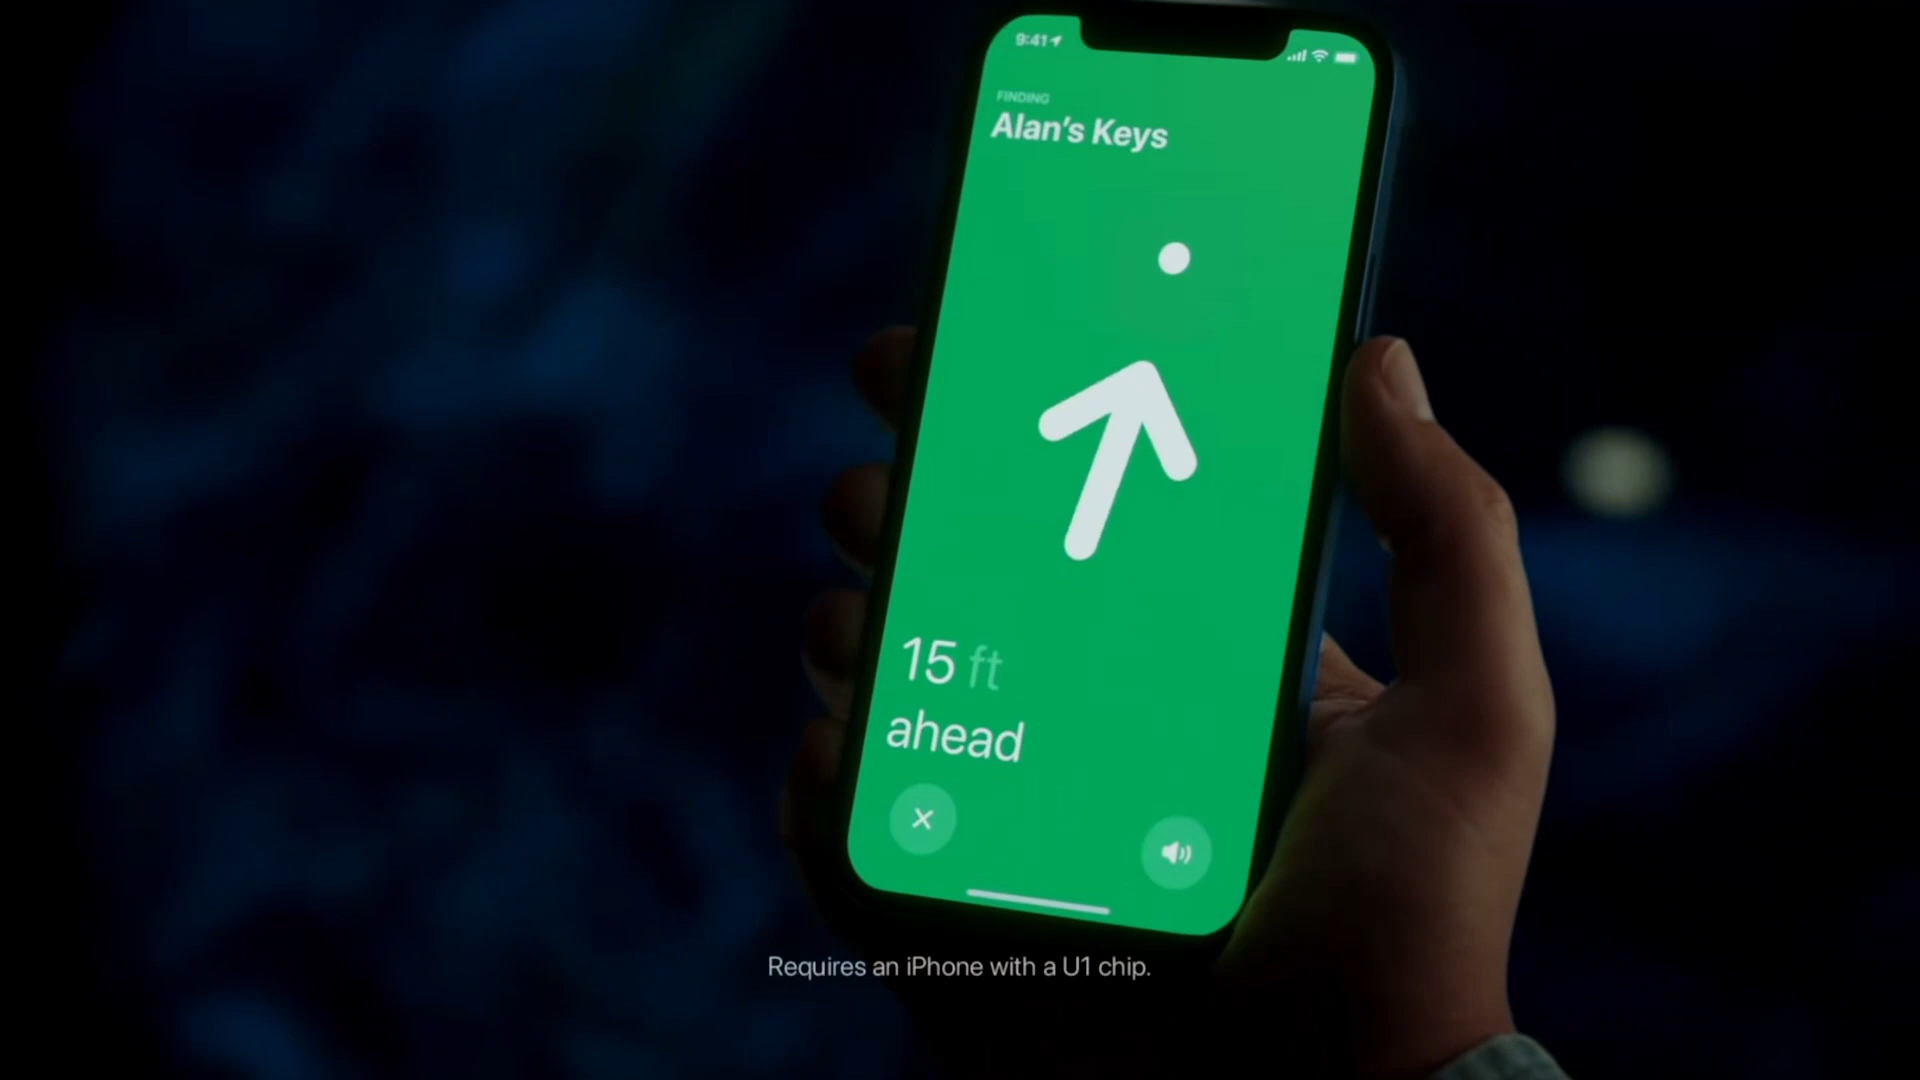 9:41
FINDING
Alan's Keys
15 ft
ahead
Requires an iPhone with a U1 chip.